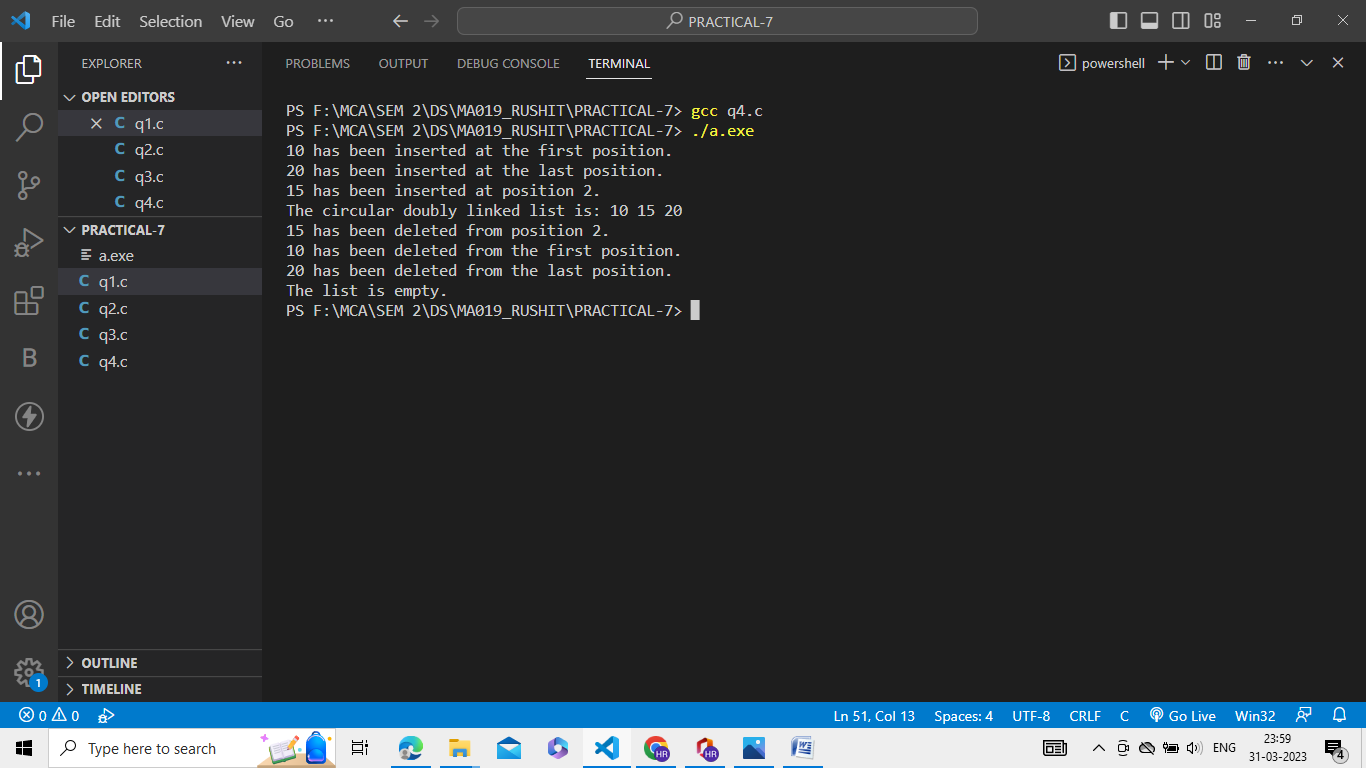 File Edit Selection View Go ··· PRACTICAL-7
EXPLORER ···
OPEN EDITORS
C q1.c
C q2.c
C q3.c
C q4.c
PRACTICAL-7
a.exe
C q1.c
C q2.c
C q3.c
C q4.c
B
OUTLINE
1
TIMELINE
PROBLEMS OUTPUT DEBUG CONSOLE TERMINAL powershell
PS F:\MCA\SEM 2\DS\MA019_RUSHIT\PRACTICAL-7> gcc q4.c
PS F:\MCA\SEM 2\DS\MA019_RUSHIT\PRACTICAL-7> ./a.exe
10 has been inserted at the first position.
20 has been inserted at the last position.
15 has been inserted at position 2.
The circular doubly linked list is: 10 15 20
15 has been deleted from position 2.
10 has been deleted from the first position.
20 has been deleted from the last position.
The list is empty.
PS F:\MCA\SEM 2\DS\MA019_RUSHIT\PRACTICAL-7>
0 0 Ln 51, Col 13 Spaces: 4 UTF-8 CRLF C Go Live Win32
Type here to search HR HR W ENG 23:59
31-03-2023 4